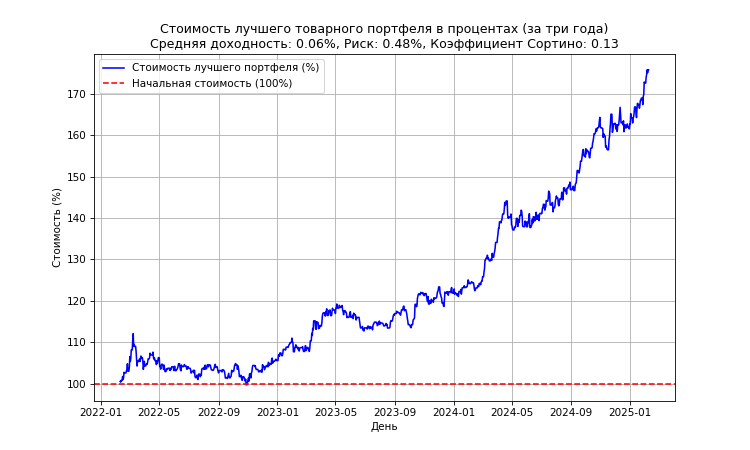 Стоимость лучшего товарного портфеля в процентах (за три года)
Средняя доходность: 0.06%, Риск: 0.48%, Коэффициент Сортино: 0.13
Стоимость лучшего портфеля (%)
Начальная стоимость (100%)
Стоимость (%)
170
160
150
140
130
120
110
100
2022-01 2022-05 2022-09 2023-01 2023-05 2023-09 2024-01 2024-05 2024-09 2025-01
День